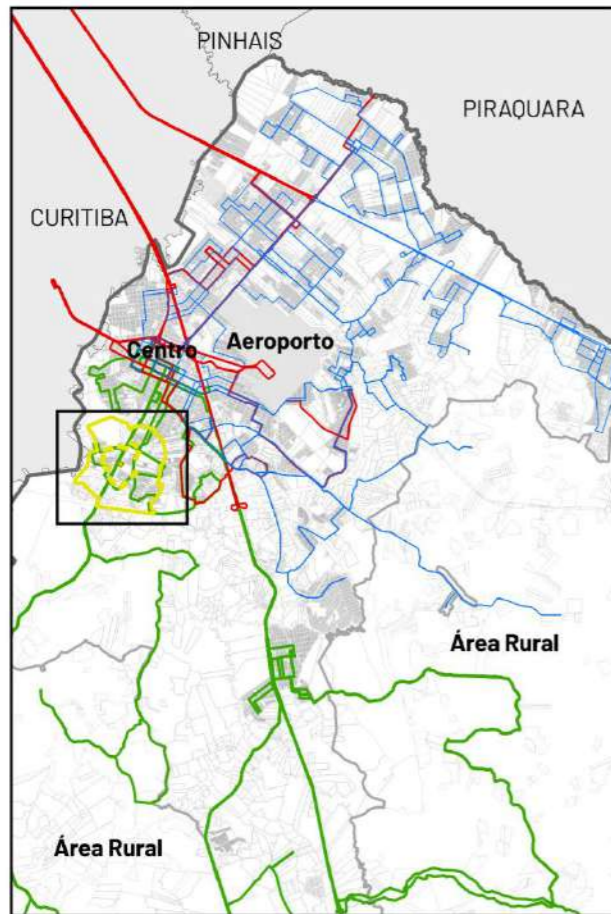 PINHAIS
PIRAQUARA
CURITIBA
Aeroporto
Centro
Área Rural
Área Rural